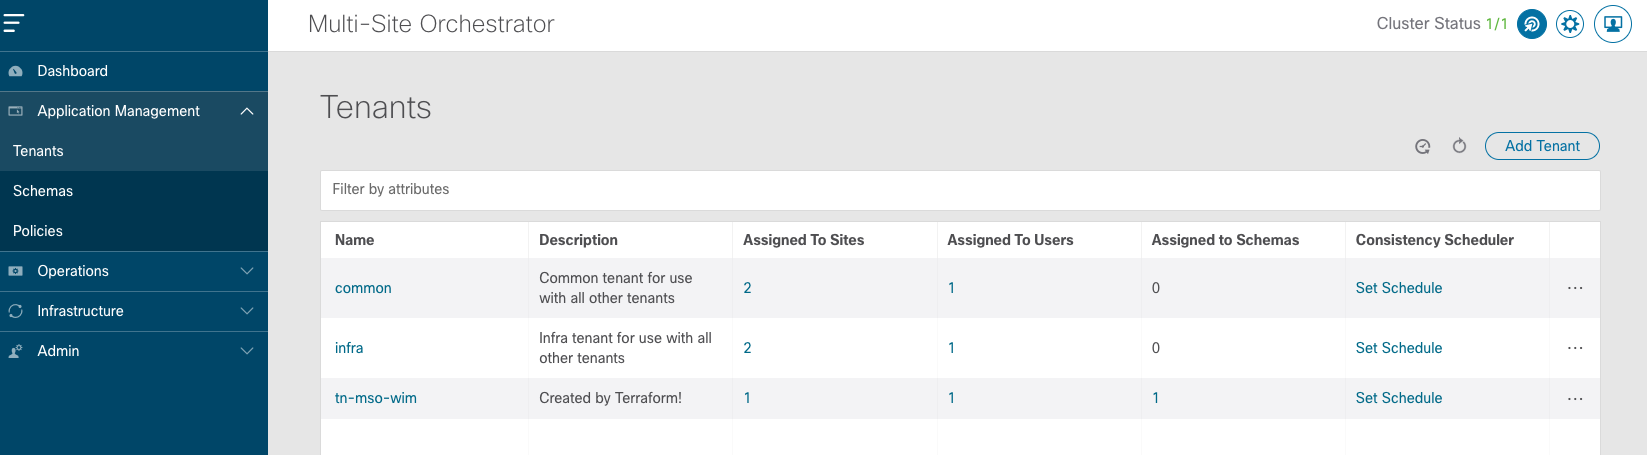 Multi-Site Orchestrator
Cluster Status 1/1
Dashboard
Application Management
Tenants
Schemas
Policies
Operations
Infrastructure
Admin
Tenants
Add Tenant
Filter by attributes
Name Description Assigned To Sites Assigned To Users Assigned to Schemas Consistency Scheduler
common Common tenant for use 2 1 0 Set Schedule ...
with all other tenants
infra Infra tenant for use with all 2 1 0 Set Schedule ...
other tenants
tn-mso-wim Created by Terraform! 1 1 1 Set Schedule ...